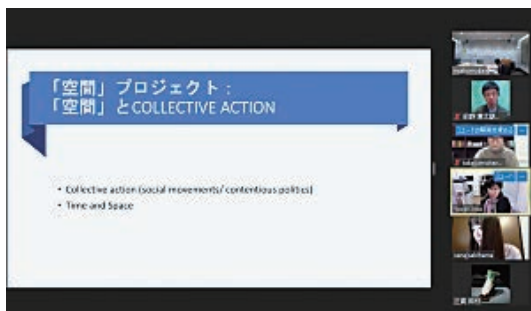 「空間」プロジェクト：
「空間」とCOLLECTIVE ACTION
• Collective action (social movements/ contentious politics)
• Time and Space